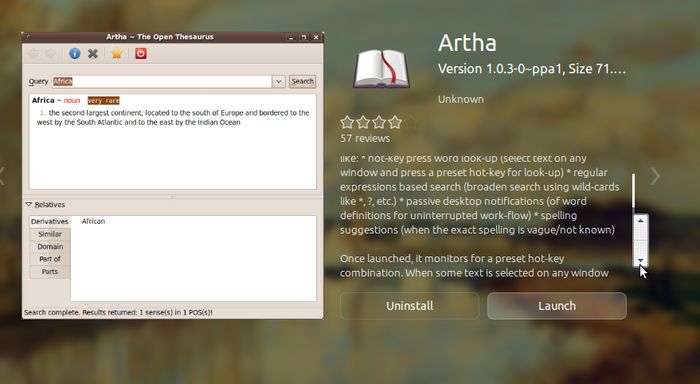 Artha ~ The Open Thesaurus
Query Africa Search
Africa ~ noun very rare
1. the second largest continent; located to the south of Europe and bordered to the
west by the South Atlantic and to the east by the Indian Ocean
Relatives
Derivatives
Similar
Domain
Part of
Parts
African
Search complete. Results returned: 1 sense(s) in 1 POS(s)!
Artha
Version 1.0.3-0~ppa1, Size 71.…
Unknown
57 reviews
like: * hot-key press word look-up (select text on any
window and press a preset hot-key for look-up) * regular
expressions based search (broaden search using wild-cards
like *, ?, etc.) * passive desktop notifications (of word
definitions for uninterrupted work-flow) * spelling
suggestions (when the exact spelling is vague/not known)
Once launched, it monitors for a preset hot-key
combination. When some text is selected on any window
Uninstall
Launch